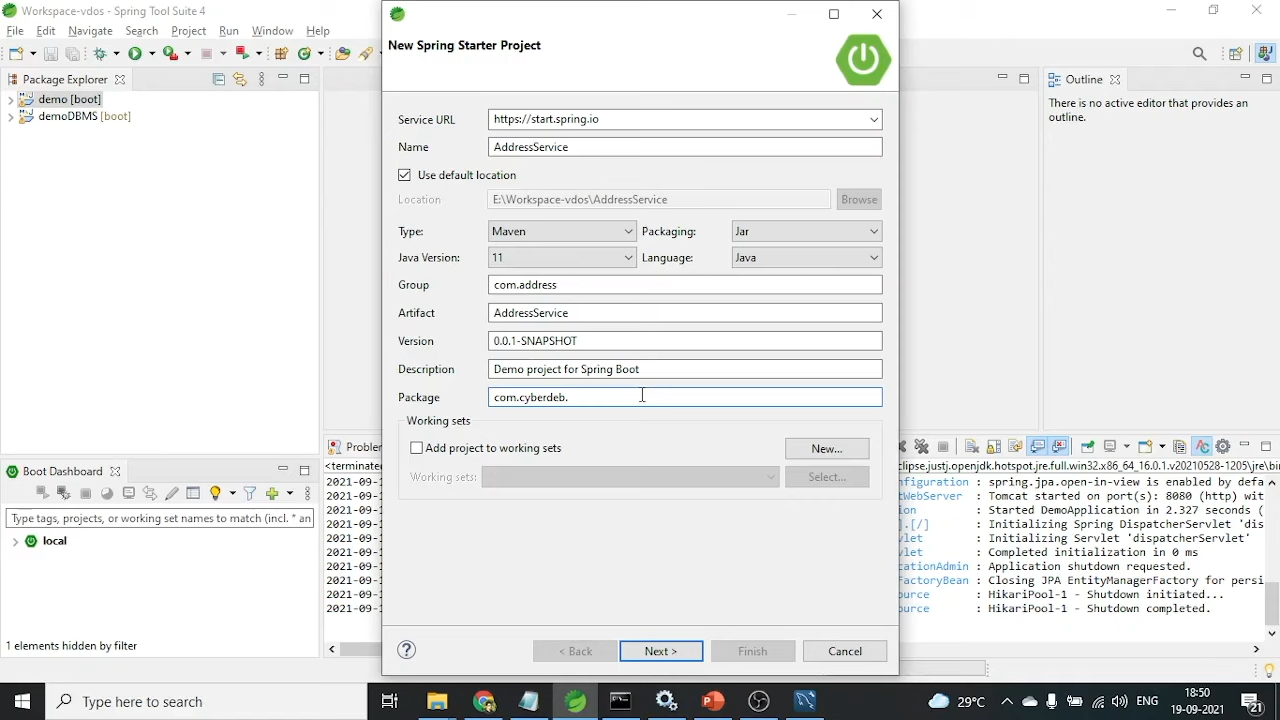 Workspace-vdos - Spring Tool Suite 4
File Edit Navigate Search Project Run Window Help
Package Explorer
demo [boot]
demoDBMS [boot]
New Spring Starter Project
Service URL https://start.spring.io
Name AddressService
Use default location
Location E:\Workspace-vdos\AddressService Browse
Type: Maven Packaging: Jar
Java Version: 11 Language: Java
Group com.address
Artifact AddressService
Version 0.0.1-SNAPSHOT
Description Demo project for Spring Boot
Package com.cyberdeb.
Working sets
Add project to working sets New...
Working sets: Select...
< Back Next > Finish Cancel
Outline
There is no active editor that provides an
outline.
Boot Dashboard
Type tags, projects, or working set names to match (incl. * an
local
1 elements hidden by filter
Problem
<terminate
2021-09-1
2021-09-1
2021-09-1
2021-09-1
2021-09-1
2021-09-1
2021-09-1
2021-09-1
2021-09-1
2021-09-1
clipse.justj.openjdk.hotspot.jre.full.win32.x86_64_16.0.1.v20210528-1205\jre\bin
nfiguration : spring.jpa.open-in-view is enabled by defa
tWebServer : Tomcat started on port(s): 8080 (http) wit
ion : Started DemoApplication in 2.327 seconds (
].[/] : Initializing Spring DispatcherServlet 'dis
vlet : Initializing Servlet 'dispatcherServlet'
vlet : Completed initialization in 0 ms
cationAdmin : Application shutdown requested.
FactoryBean : Closing JPA EntityManagerFactory for persi
ource : HikariPool-1 - Shutdown initiated...
ource : HikariPool-1 - Shutdown completed.
Type here to search
29°C
ENG
18:50
19-09-2021
21